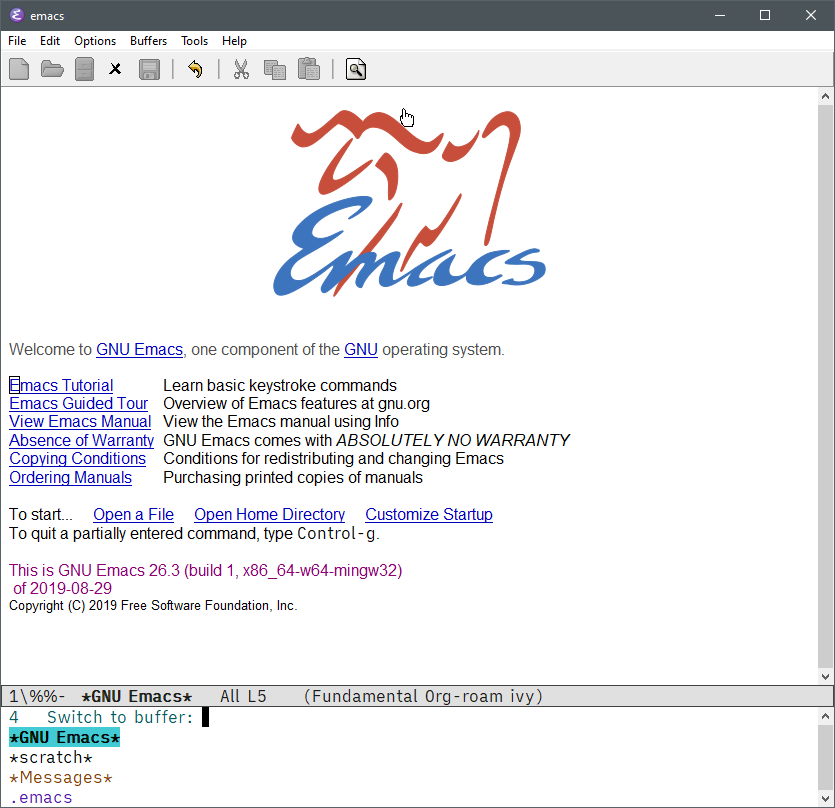 emacs
File Edit Options Buffers Tools Help
Emacs
Welcome to GNU Emacs, one component of the GNU operating system.
Emacs Tutorial Learn basic keystroke commands
Emacs Guided Tour Overview of Emacs features at gnu.org
View Emacs Manual View the Emacs manual using Info
Absence of Warranty GNU Emacs comes with ABSOLUTELY NO WARRANTY
Copying Conditions Conditions for redistributing and changing Emacs
Ordering Manuals Purchasing printed copies of manuals
To start... Open a File Open Home Directory Customize Startup
To quit a partially entered command, type Control-g.
This is GNU Emacs 26.3 (build 1, x86_64-w64-mingw32)
of 2019-08-29
Copyright (C) 2019 Free Software Foundation, Inc.
1\%%- *GNU Emacs* All L5 (Fundamental Org-roam ivy)
4 Switch to buffer:
*GNU Emacs*
*scratch*
*Messages*
.emacs